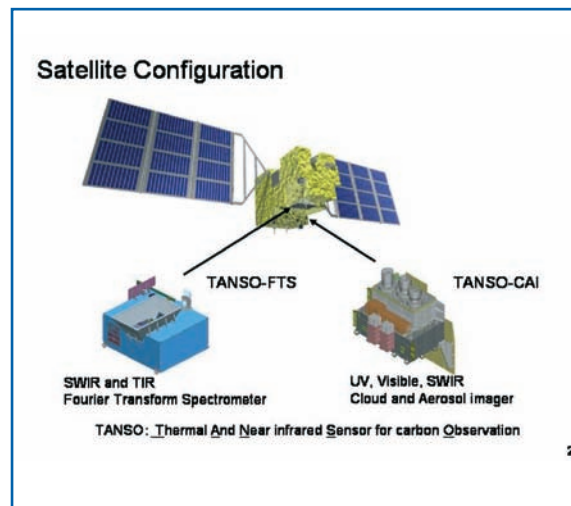 Satellite Configuration
TANSO-FTS
TANSO-CAI
SWIR and TIR
Fourier Transform Spectrometer
UV, Visible, SWIR
Cloud and Aerosol imager
TANSO: Thermal And Near infrared Sensor for carbon Observation
2